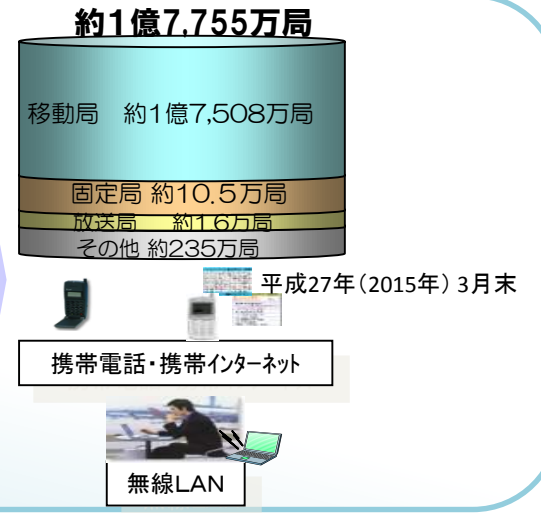 約1億7,755万局
移動局　約1億7,508万局
固定局 約10.5万局
放送局　約1.6万局
その他 約235万局
平成27年（2015年） 3月末
携帯電話・携帯インターネット
無線LAN